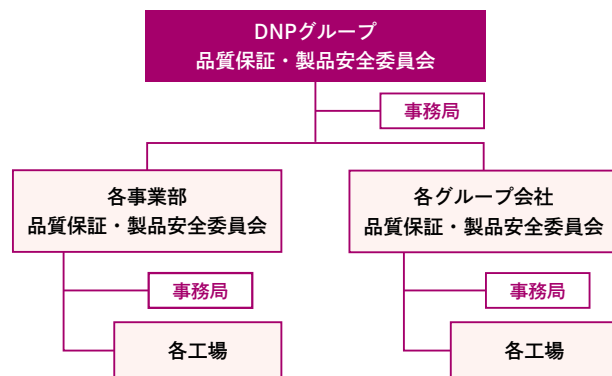 DNPグループ
品質保証・製品安全委員会
事務局
各事業部
品質保証・製品安全委員会
各グループ会社
品質保証・製品安全委員会
事務局
事務局
各工場
各工場